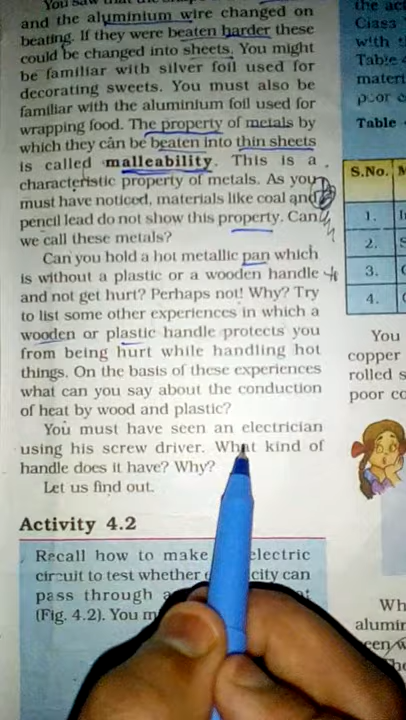 You saw that the
and the aluminium wire changed on
beating. If they were beaten harder these
could be changed into sheets. You might
be familiar with silver foil used for
decorating sweets. You must also be
familiar with the aluminium foil used for
wrapping food. The property of metals by
which they can be beaten into thin sheets
is called malleability. This is a
characteristic property of metals. As you
must have noticed, materials like coal and
pencil lead do not show this property. Can
we call these metals?
Can you hold a hot metallic pan which
is without a plastic or a wooden handle
and not get hurt? Perhaps not! Why? Try
to list some other experiences in which a
wooden or plastic handle protects you
from being hurt while handling hot
things. On the basis of these experiences
what can you say about the conduction
of heat by wood and plastic?
You must have seen an electrician
using his screw driver. What kind of
handle does it have? Why?
Let us find out.
Activity 4.2
Recall how to make electric
circuit to test whether city can
pass through
(Fig. 4.2). You
the act
Class
with t
Table
materi
poor c
Table
S.No.
1.
2.
3.
4.
You
copper
rolled s
poor co
Wh
alumin